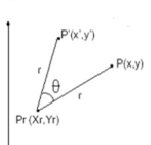 P'(x',y')
P(x,y)
r
θ
r
Pr (Xr,Yr)